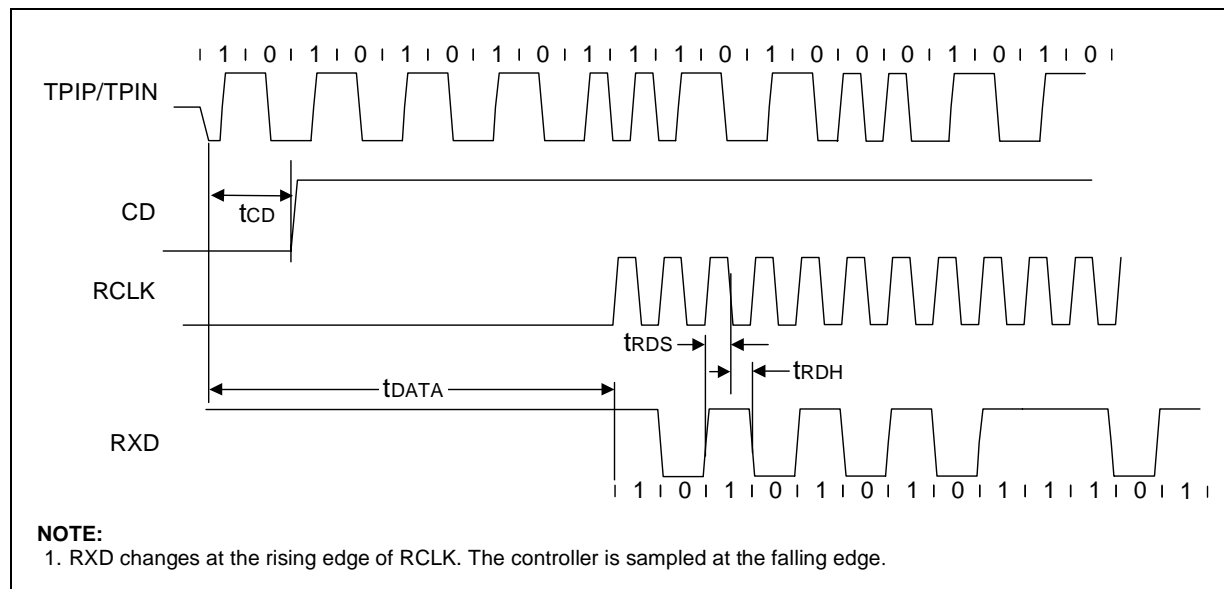 1 0 1 0 1 0 1 0 1 1 1 0 1 0 0 0 1 0 1 0
TPIP/TPIN
CD
tCD
RCLK
tRDS
tRDH
tDATA
RXD
1 0 1 0 1 0 1 0 1 1 1 0 1
NOTE:
1. RXD changes at the rising edge of RCLK. The controller is sampled at the falling edge.